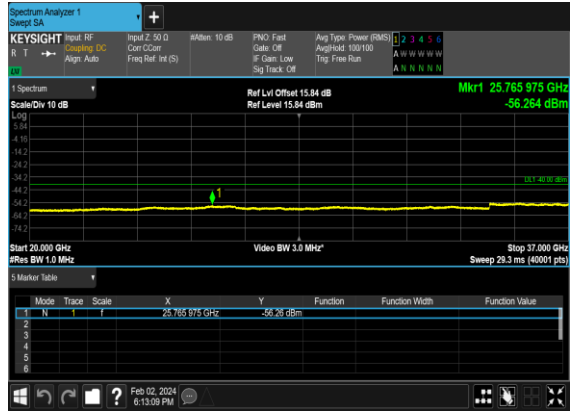 Spectrum Analyzer 1
Swept SA
+
KEYSIGHT
R T
Input: RF
Coupling: DC
Align: Auto
Input Z: 50 Ω
Corr CCorr
Freq Ref: Int (S)
#Atten: 10 dB
PNO: Fast
Gate: Off
IF Gain: Low
Sig Track: Off
Avg Type: Power (RMS)
Avg|Hold: 100/100
Trig: Free Run
1 2 3 4 5 6
A W W W W W
A N N N N N
1 Spectrum
Scale/Div 10 dB
Ref Lvl Offset 15.84 dB
Ref Level 15.84 dBm
Mkr1 25.765 975 GHz
-56.264 dBm
Log
5.84
-4.16
-14.2
-24.2
-34.2
-44.2
-54.2
-64.2
-74.2
DL1 -40.00 dBm
1
Start 20.000 GHz
#Res BW 1.0 MHz
Video BW 3.0 MHz*
Stop 37.000 GHz
Sweep 29.3 ms (40001 pts)
5 Marker Table
Mode Trace Scale X Y Function Function Width Function Value
1 N 1 f 25.765 975 GHz -56.26 dBm
2
3
4
5
6
?
Feb 02, 2024
6:13:09 PM